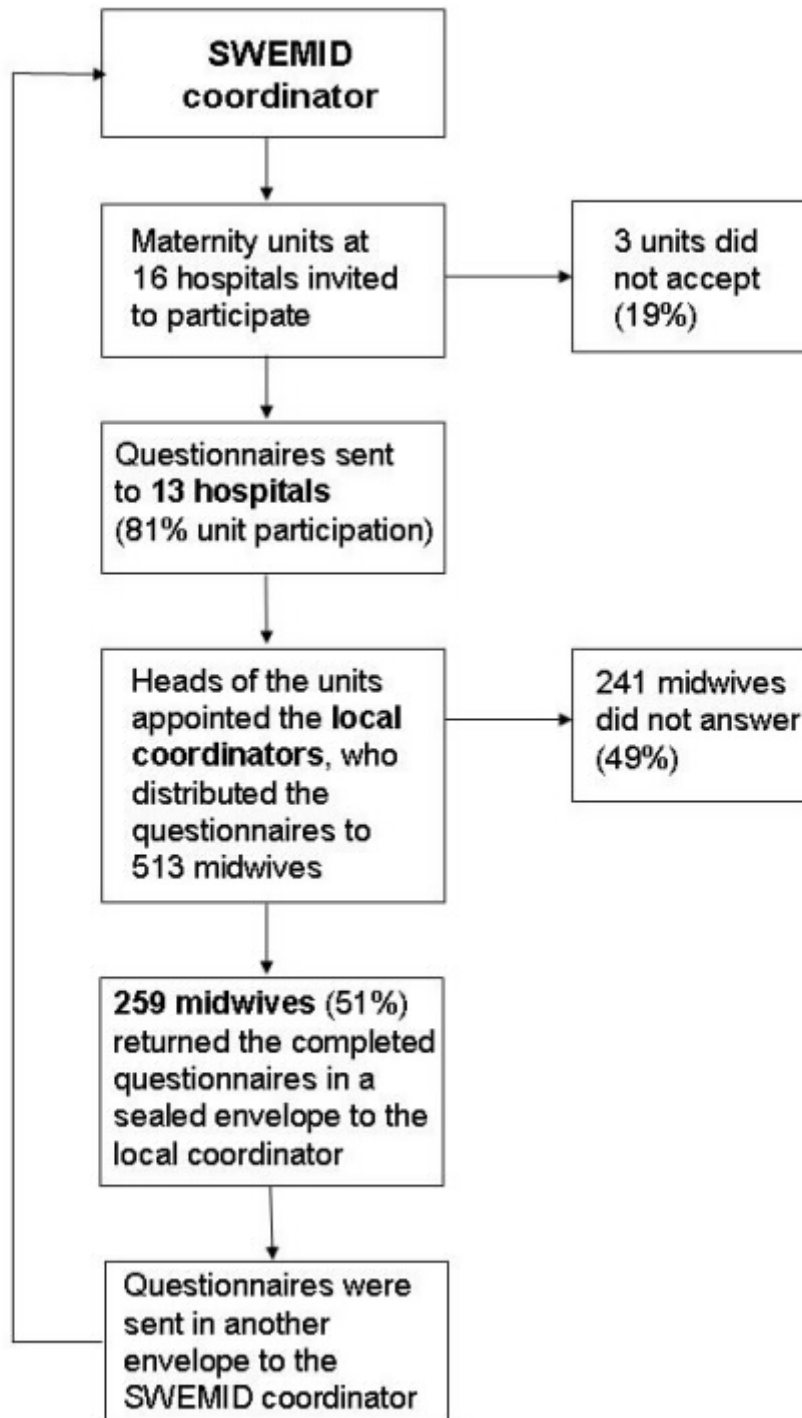 SWEMID
coordinator
Maternity units at
16 hospitals invited
to participate
3 units did
not accept
(19%)
Questionnaires sent
to 13 hospitals
(81% unit participation)
Heads of the units
appointed the local
coordinators, who
distributed the
questionnaires to
513 midwives
241 midwives
did not answer
(49%)
259 midwives (51%)
returned the completed
questionnaires in a
sealed envelope to the
local coordinator
Questionnaires were
sent in another
envelope to the
SWEMID coordinator